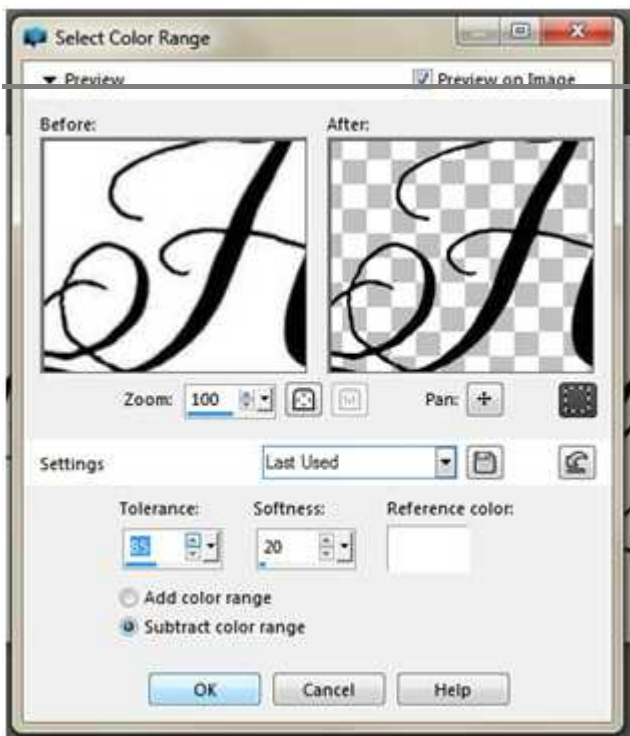 Select Color Range
Preview Preview on Image
Before: After:
Zoom: 100 Pan:
Settings Last Used
Tolerance: Softness: Reference color:
85 20
Add color range
Subtract color range
OK Cancel Help